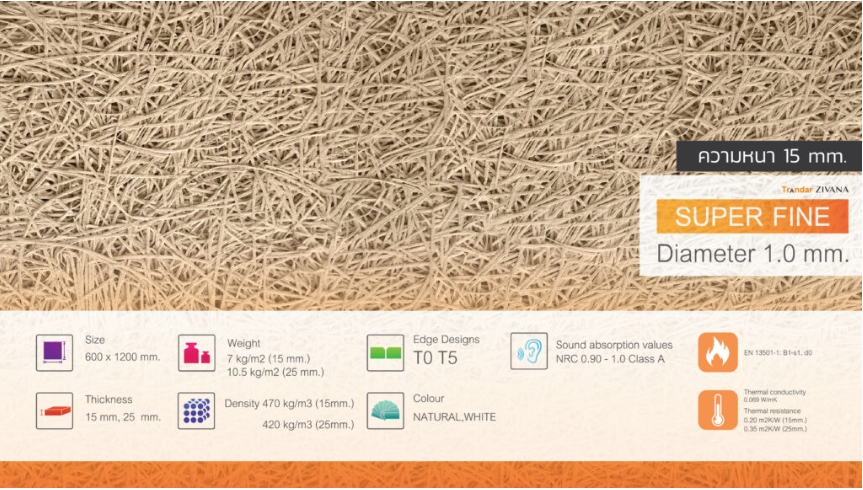 ความหนา 15 mm.
Trandar ZIVANA
SUPER FINE
Diameter 1.0 mm.
Size
600 x 1200 mm.
Weight
7 kg/m2 (15 mm.)
10.5 kg/m2 (25 mm.)
Edge Designs
T0 T5
Sound absorption values
NRC 0.90 - 1.0 Class A
EN 13501-1: B1-s1, d0
Thickness
15 mm, 25 mm.
Density 470 kg/m3 (15mm.)
420 kg/m3 (25mm.)
Colour
NATURAL,WHITE
Thermal conductivity
0.069 W/mK
Thermal resistance
0.20 m2K/W (15mm.)
0.35 m2K/W (25mm.)